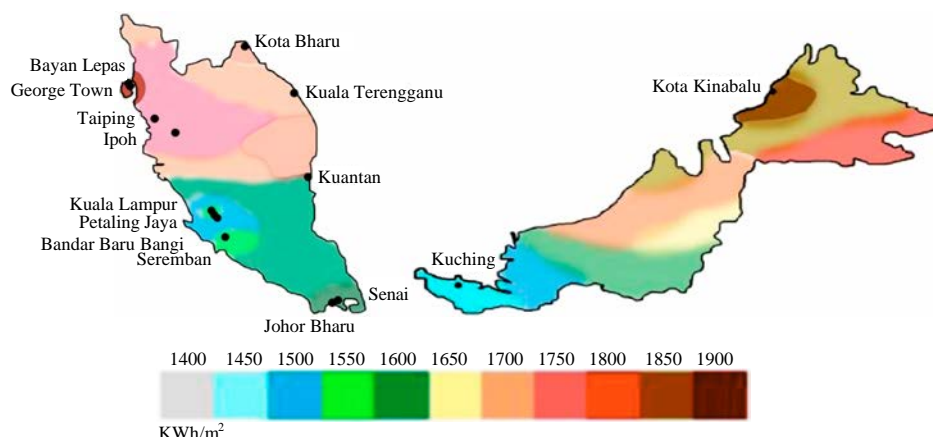 Kota Bharu
Bayan Lepas
George Town
Kuala Terengganu
Kota Kinabalu
Taiping
Ipoh
Kuantan
Kuala Lampur
Petaling Jaya
Bandar Baru Bangi
Seremban
Kuching
Senai
Johor Bharu
1400 1450 1500 1550 1600 1650 1700 1750 1800 1850 1900
KWh/m²